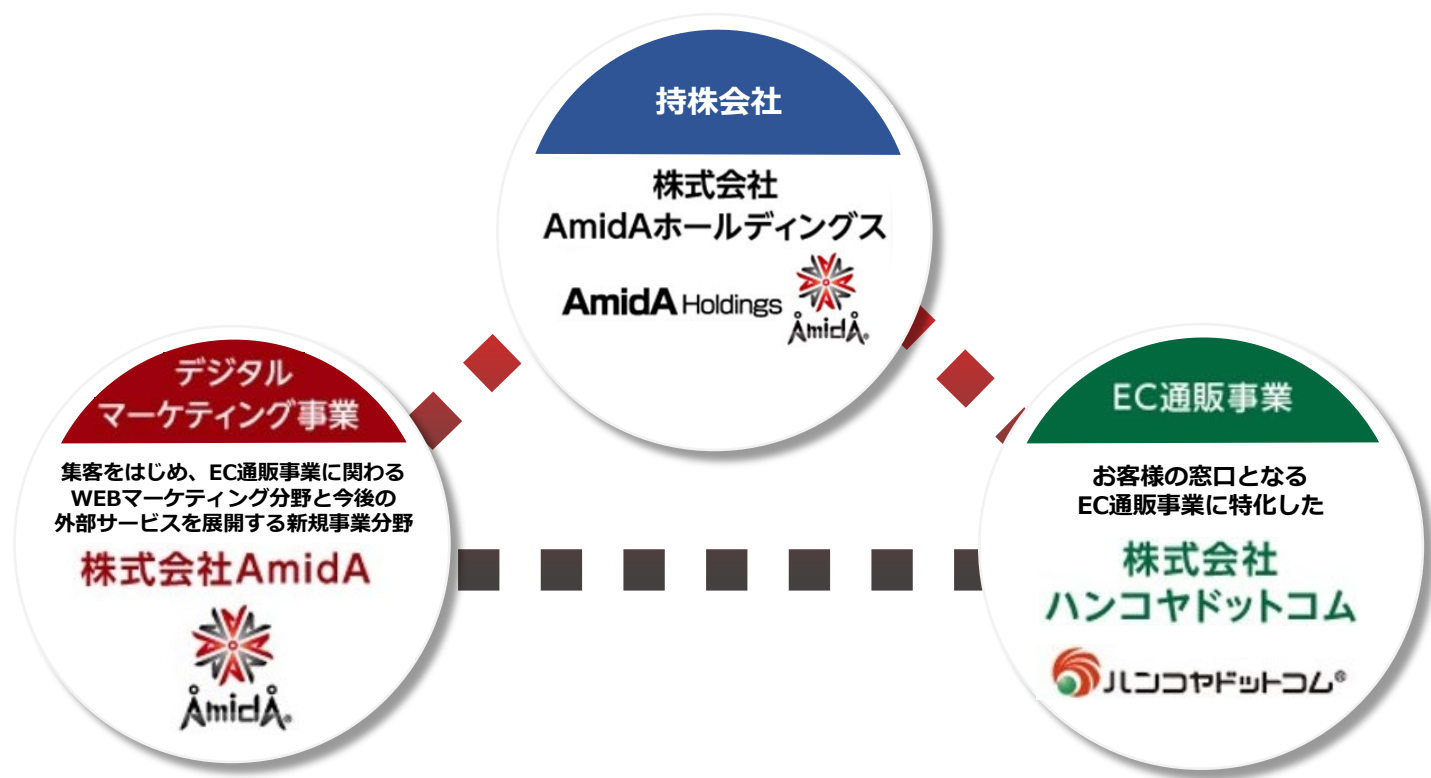 持株会社
株式会社
AmidAホールディングス
AmidA Holdings
ÅmidÅ®
デジタル
マーケティング事業
集客をはじめ、EC通販事業に関わる
WEBマーケティング分野と今後の
外部サービスを展開する新規事業分野
株式会社AmidA
ÅmidÅ®
EC通販事業
お客様の窓口となる
EC通販事業に特化した
株式会社
ハンコヤドットコム
ハンコヤドットコム®